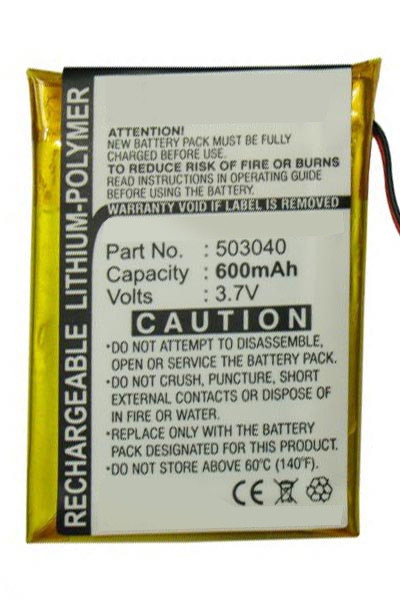 RECHARGEABLE LITHIUM-POLYMER
ATTENTION!
NEW BATTERY PACK MUST BE FULLY
CHARGED BEFORE INITIAL USE.
TO REDUCE RISK OF FIRE OR BURNS
READ INSTRUCTIONS IN OPERATING GUIDE.
WARRANTY VOID IF LABEL IS REMOVED
Part No. : 503040
Capacity : 600mAh
Volts : 3.7V
CAUTION
•DO NOT ATTEMPT TO DISASSEMBLE,
OPEN OR SERVICE THE BATTERY PACK.
•DO NOT CRUSH, PUNCTURE, SHORT
EXTERNAL CONTACTS OR DISPOSE OF
IN FIRE OR WATER.
•REPLACE ONLY WITH THE BATTERY
PACK DESIGNATED FOR THIS PRODUCT.
•DO NOT STORE ABOVE 60°C (140°F).
CE